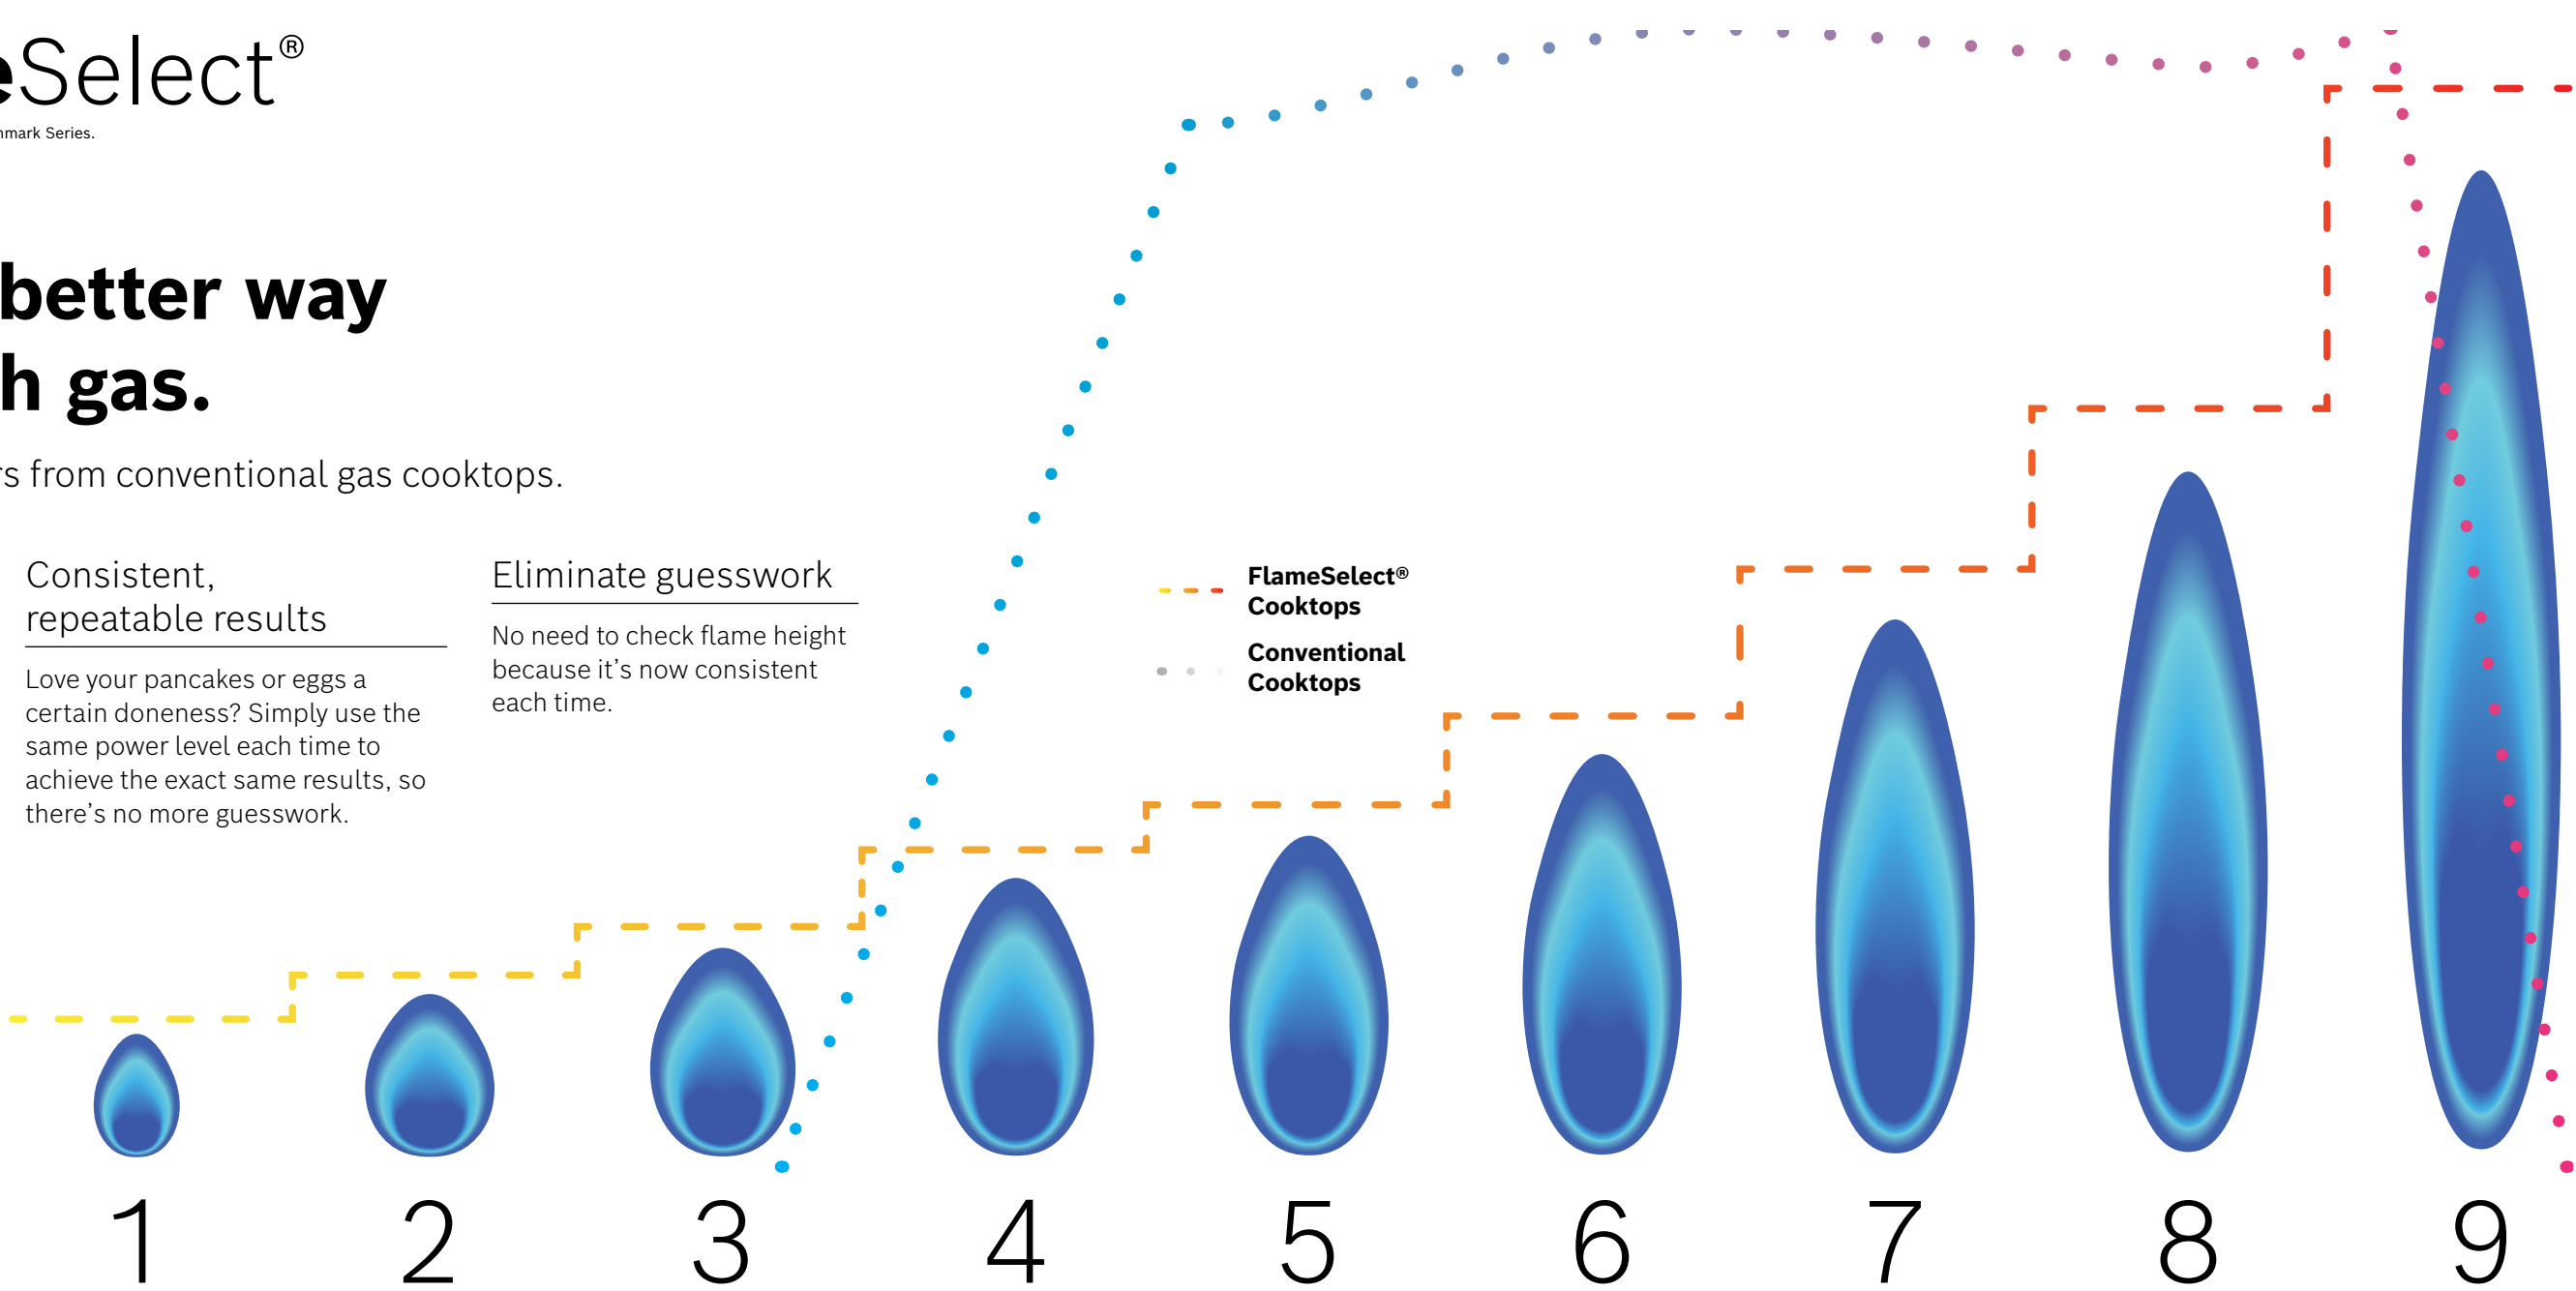 eSelect®
mark Series.
better way
h gas.
rs from conventional gas cooktops.
Consistent,
repeatable results
Love your pancakes or eggs a
certain doneness? Simply use the
same power level each time to
achieve the exact same results, so
there’s no more guesswork.
Eliminate guesswork
No need to check flame height
because it’s now consistent
each time.
FlameSelect®
Cooktops
Conventional
Cooktops
1 2 3 4 5 6 7 8 9